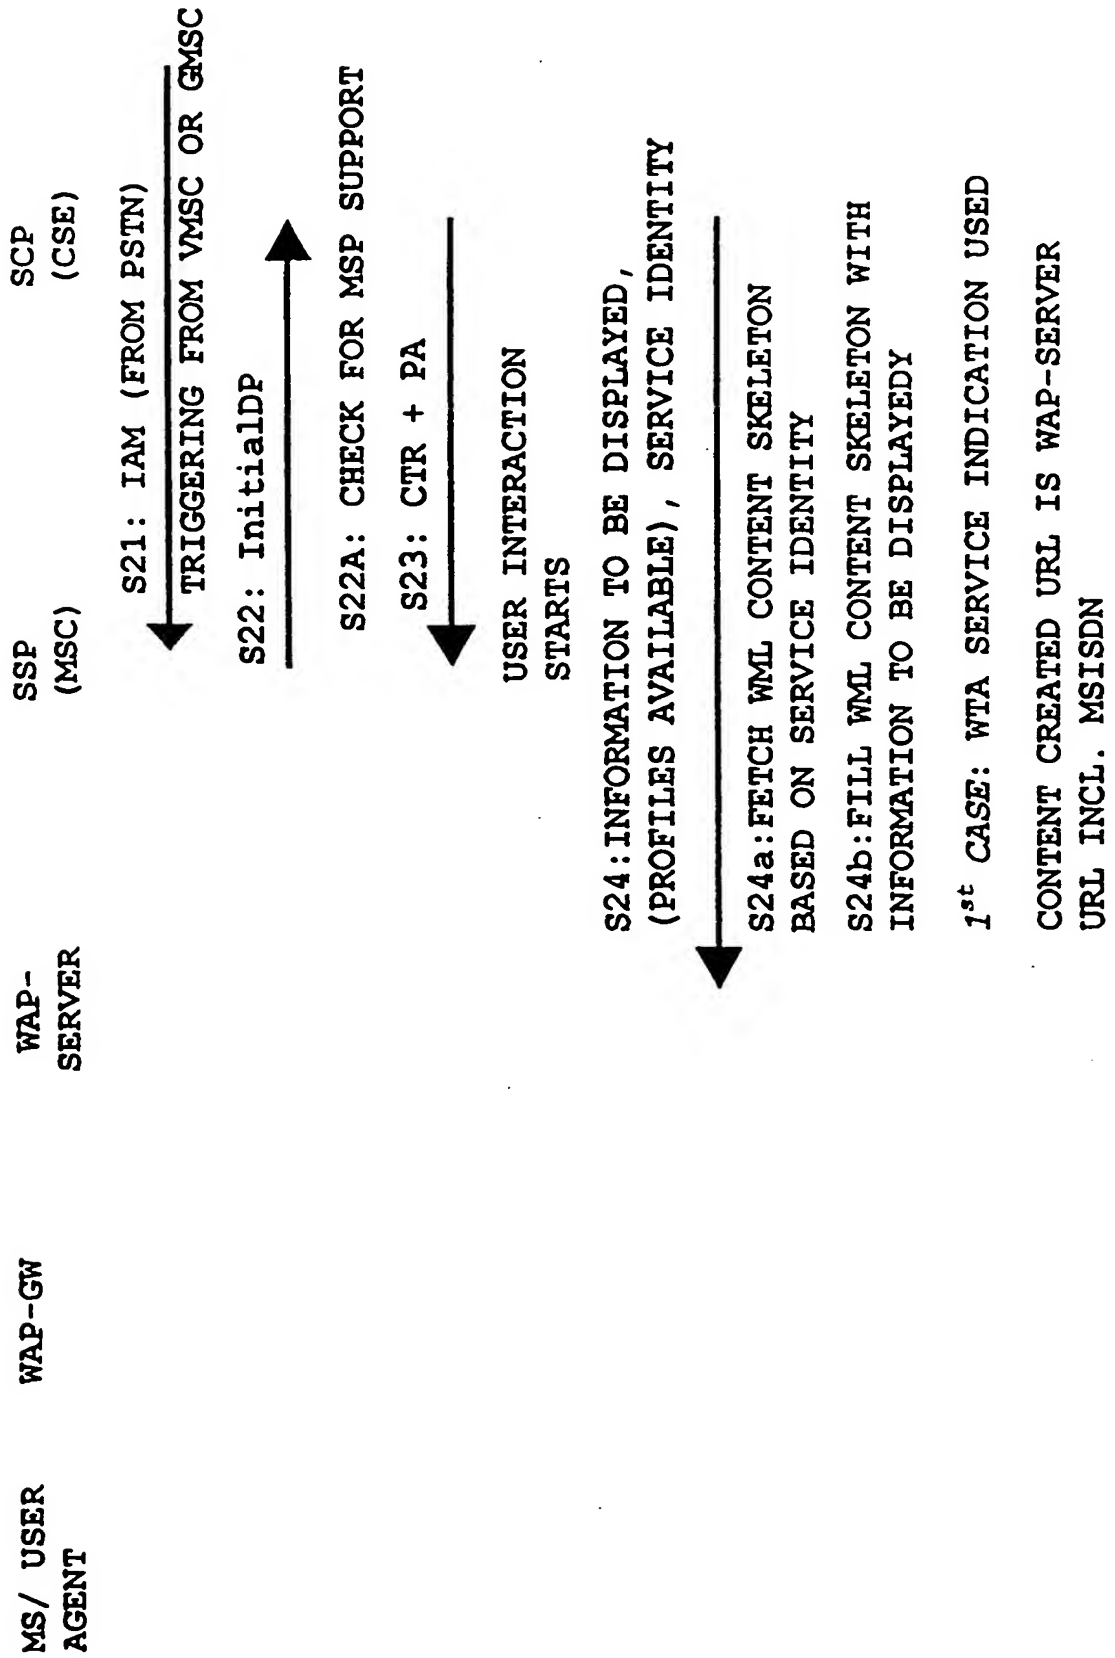 MS/ USER
AGENT
WAP-GW
WAP-
SERVER
SSP
(MSC)
SCP
(CSE)
S21: IAM (FROM PSTN)
TRIGGERING FROM VMSC OR GMSC
S22: InitialDP
S22A: CHECK FOR MSP SUPPORT
S23: CTR + PA
USER INTERACTION
STARTS
S24:INFORMATION TO BE DISPLAYED,
(PROFILES AVAILABLE), SERVICE IDENTITY
S24a:FETCH WML CONTENT SKELETON
BASED ON SERVICE IDENTITY
S24b:FILL WML CONTENT SKELETON WITH
INFORMATION TO BE DISPLAYEDY
1st CASE: WTA SERVICE INDICATION USED
CONTENT CREATED URL IS WAP-SERVER
URL INCL. MSISDN